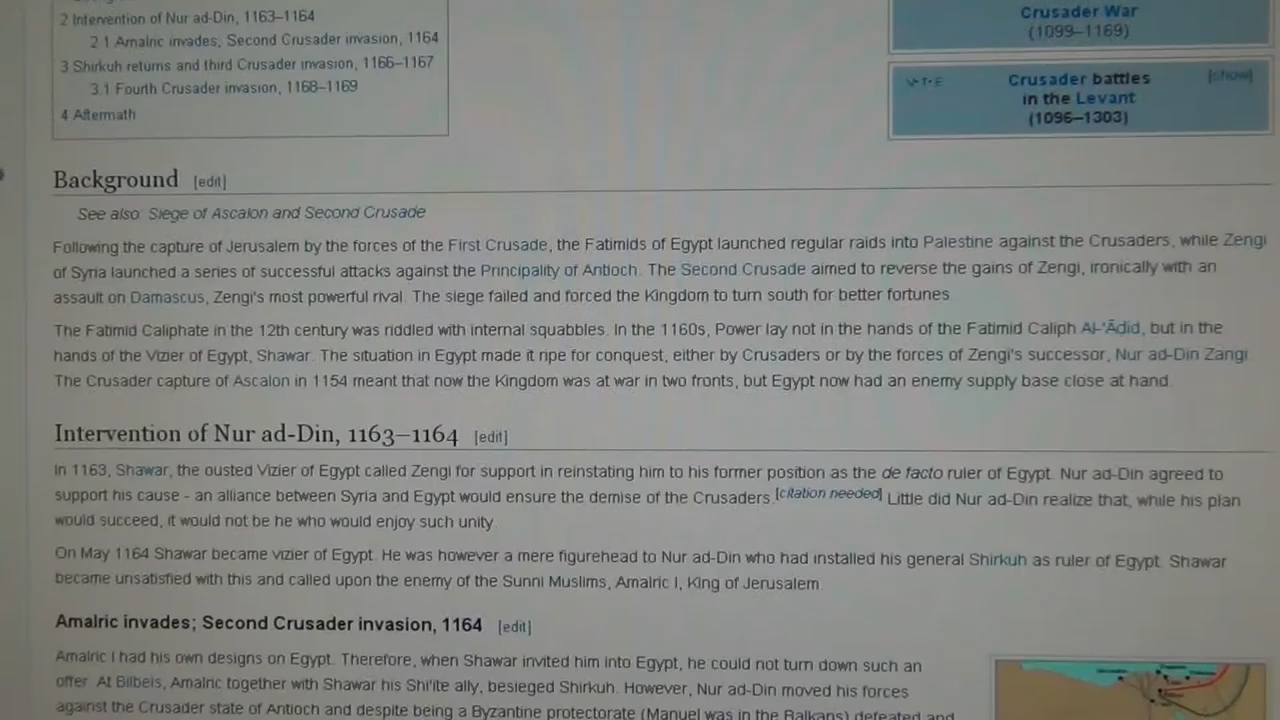 2 Intervention of Nur ad-Din, 1163–1164
2.1 Amalric invades; Second Crusader invasion, 1164
3 Shirkuh returns and third Crusader invasion, 1166–1167
3.1 Fourth Crusader invasion, 1168–1169
4 Aftermath
Crusader War
(1099–1169)
V·T·E
[show]
Crusader battles
in the Levant
(1096–1303)
Background [edit]
See also: Siege of Ascalon and Second Crusade
Following the capture of Jerusalem by the forces of the First Crusade, the Fatimids of Egypt launched regular raids into Palestine against the Crusaders, while Zengi
of Syria launched a series of successful attacks against the Principality of Antioch. The Second Crusade aimed to reverse the gains of Zengi, ironically with an
assault on Damascus, Zengi's most powerful rival. The siege failed and forced the Kingdom to turn south for better fortunes.
The Fatimid Caliphate in the 12th century was riddled with internal squabbles. In the 1160s, Power lay not in the hands of the Fatimid Caliph Al-'Ādid, but in the
hands of the Vizier of Egypt, Shawar. The situation in Egypt made it ripe for conquest, either by Crusaders or by the forces of Zengi's successor, Nur ad-Din Zangi.
The Crusader capture of Ascalon in 1154 meant that now the Kingdom was at war in two fronts, but Egypt now had an enemy supply base close at hand.
Intervention of Nur ad-Din, 1163–1164 [edit]
In 1163, Shawar, the ousted Vizier of Egypt called Zengi for support in reinstating him to his former position as the de facto ruler of Egypt. Nur ad-Din agreed to
support his cause - an alliance between Syria and Egypt would ensure the demise of the Crusaders.[citation needed] Little did Nur ad-Din realize that, while his plan
would succeed, it would not be he who would enjoy such unity.
On May 1164 Shawar became vizier of Egypt. He was however a mere figurehead to Nur ad-Din who had installed his general Shirkuh as ruler of Egypt. Shawar
became unsatisfied with this and called upon the enemy of the Sunni Muslims, Amalric I, King of Jerusalem.
Amalric invades; Second Crusader invasion, 1164 [edit]
Amalric I had his own designs on Egypt. Therefore, when Shawar invited him into Egypt, he could not turn down such an
offer. At Bilbeis, Amalric together with Shawar his Shi'ite ally, besieged Shirkuh. However, Nur ad-Din moved his forces
against the Crusader state of Antioch and despite being a Byzantine protectorate (Manuel was in the Balkans) defeated and